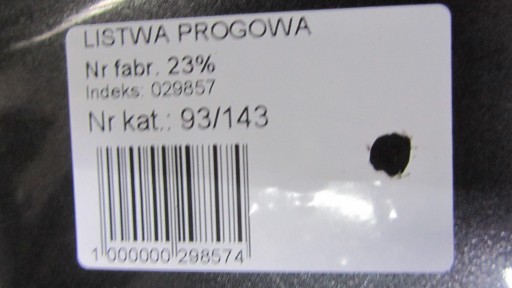 LISTWA PROGOWA
Nr fabr. 23%
Indeks: 029857
Nr kat.: 93/143
1 000000 298574